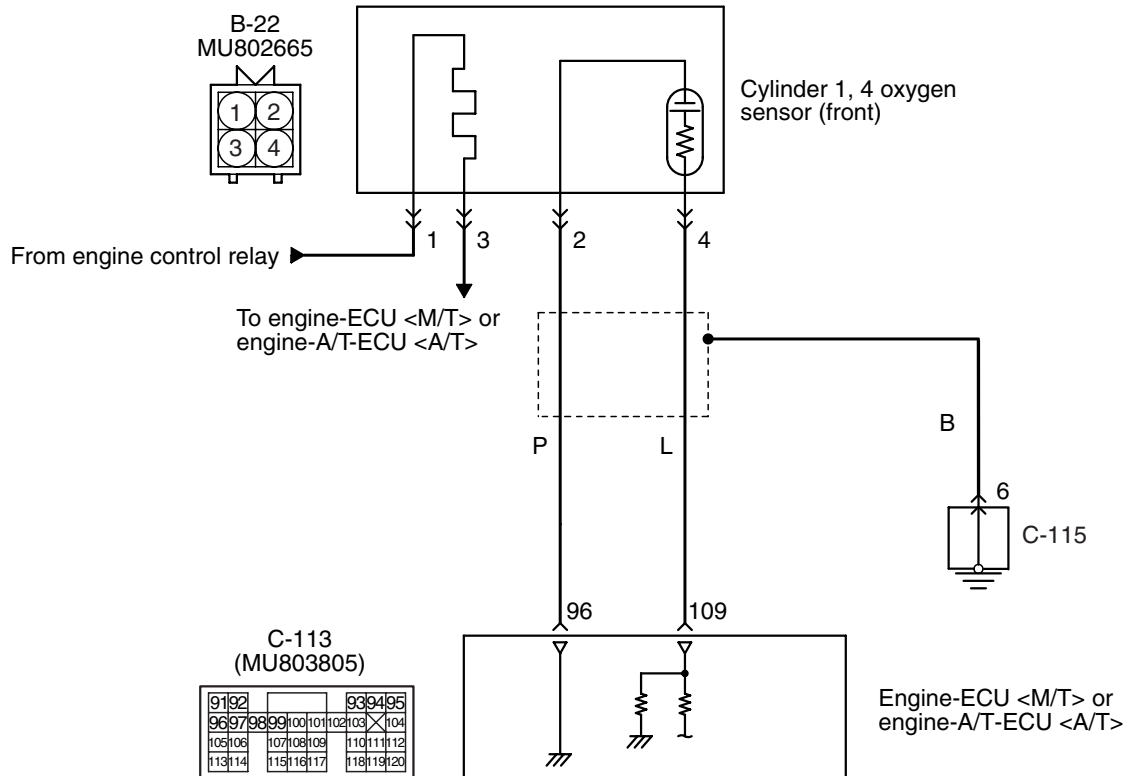 B-22
MU802665
1 2
3 4
Cylinder 1, 4 oxygen
sensor (front)
1 3 2 4
From engine control relay
To engine-ECU <M/T> or
engine-A/T-ECU <A/T>
P L B
6
C-115
96 109
C-113
(MU803805)
91 92 93 94 95
96 97 98 99 100 101 102 103 104
105 106 107 108 109 110 111 112
113 114 115 116 117 118 119 120
Engine-ECU <M/T> or
engine-A/T-ECU <A/T>